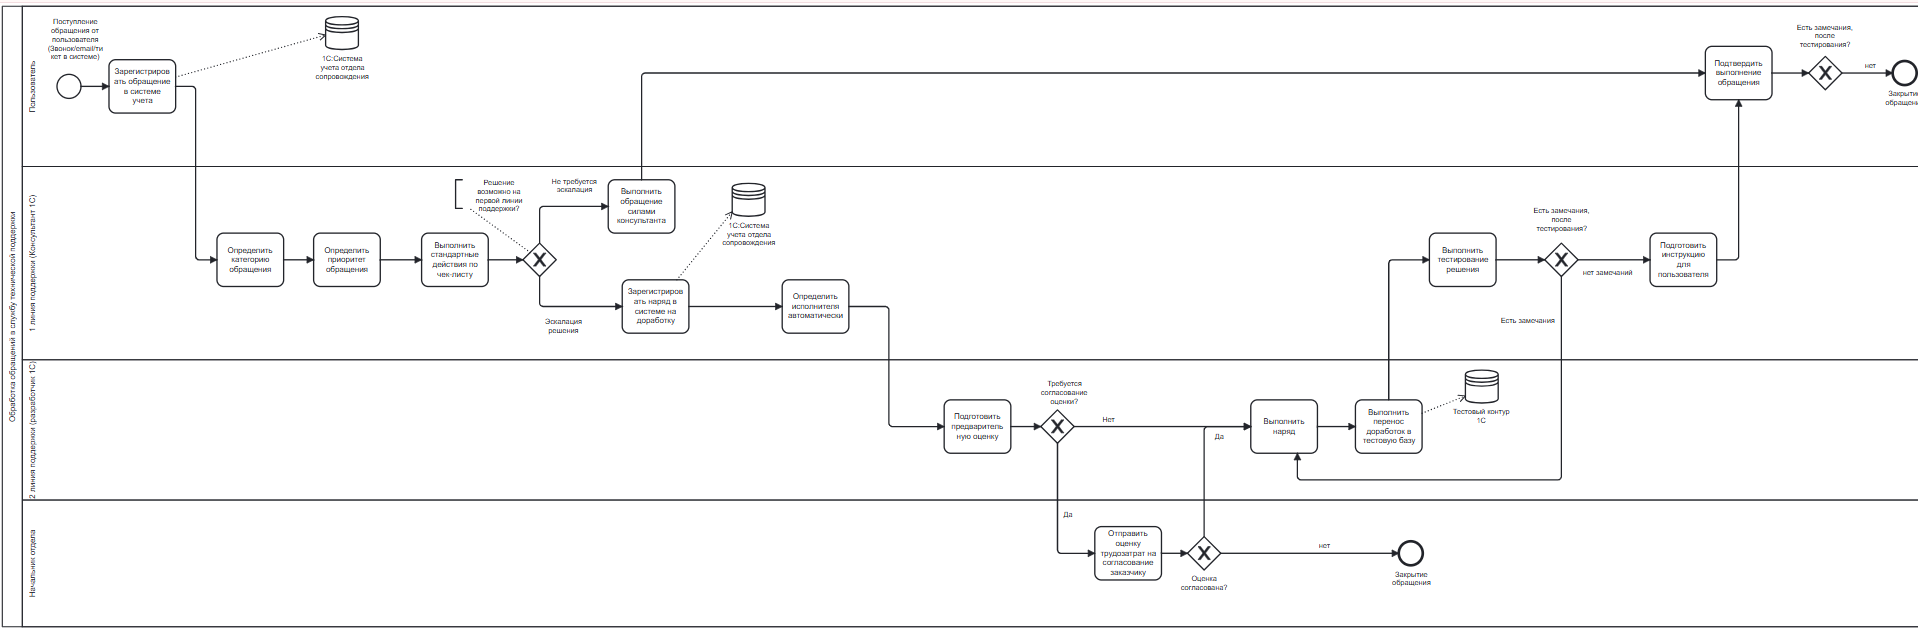 Обработка обращений в службу технической поддержки
Пользователь
Поступление
обращения от
пользователя
(Звонок/email/ти
кет в системе)
Зарегистриров
ать обращение
в системе
учета
1С:Система
учета отдела
сопровождения
Подтвердить
выполнение
обращения
Есть замечания,
после
тестирования?
нет
Закрытие
обращени
1 линия поддержки (Консультант 1С)
Определить
категорию
обращения
Определить
приоритет
обращения
Выполнить
стандартные
действия по
чек-листу
Решение
возможно на
первой линии
поддержки?
Не требуется
эскалация
Выполнить
обращение
силами
консультанта
1С:Система
учета отдела
сопровождения
Эскалация
решения
Зарегистриров
ать наряд в
системе на
доработку
Определить
исполнителя
автоматически
Выполнить
тестирование
решения
Есть замечания,
после
тестирования?
нет замечаний
Подготовить
инструкцию
для
пользователя
Есть замечания
2 линия поддержки (разработчик 1С)
Подготовить
предваритель
ную оценку
Требуется
согласование
оценки?
Нет
Да
Выполнить
наряд
Выполнить
перенос
доработок в
тестовую базу
Тестовый контур
1С
Начальник отдела
Да
Отправить
оценку
трудозатрат на
согласование
заказчику
Оценка
согласована?
нет
Закрытие
обращения